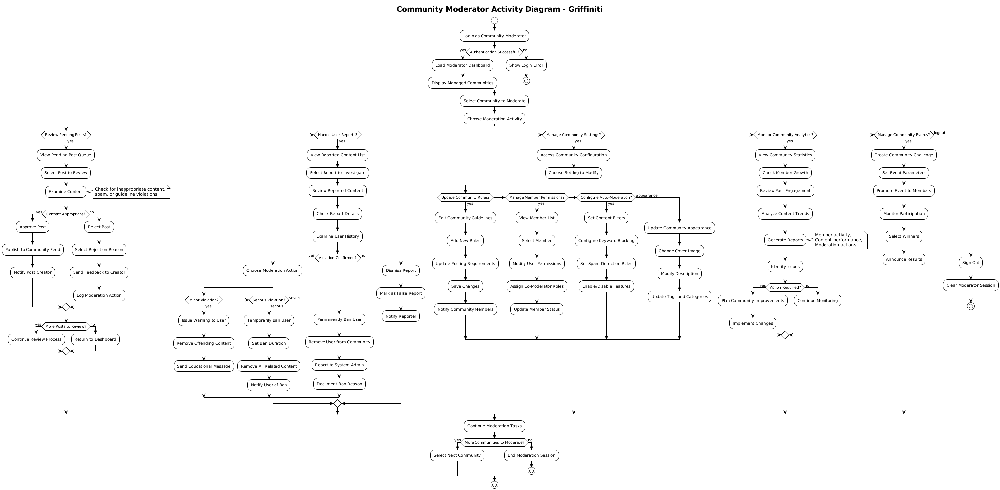 Community Moderator Activity Diagram - Griffiniti
Login as Community Moderator
yes
Authentication Successful?
no
Load Moderator Dashboard
Show Login Error
Display Managed Communities
Select Community to Moderate
Choose Moderation Activity
Review Pending Posts?
yes
View Pending Post Queue
Select Post to Review
Examine Content
Check for inappropriate content,
spam, or guideline violations
yes
Content Appropriate?
no
Approve Post
Publish to Community Feed
Notify Post Creator
Reject Post
Select Rejection Reason
Send Feedback to Creator
Log Moderation Action
yes
More Posts to Review?
no
Continue Review Process
Return to Dashboard
Handle User Reports?
yes
View Reported Content List
Select Report to Investigate
Review Reported Content
Check Report Details
Examine User History
yes
Violation Confirmed?
no
Choose Moderation Action
Minor Violation?
yes
Issue Warning to User
Remove Offending Content
Send Educational Message
Serious Violation?
serious
Temporarily Ban User
Set Ban Duration
Remove All Related Content
Notify User of Ban
severe
Permanently Ban User
Remove User from Community
Report to System Admin
Document Ban Reason
Dismiss Report
Mark as False Report
Notify Reporter
Manage Community Settings?
yes
Access Community Configuration
Choose Setting to Modify
Update Community Rules?
yes
Edit Community Guidelines
Add New Rules
Update Posting Requirements
Save Changes
Notify Community Members
Manage Member Permissions?
yes
View Member List
Select Member
Modify User Permissions
Assign Co-Moderator Roles
Update Member Status
Configure Auto-Moderation?
yes
Set Content Filters
Configure Keyword Blocking
Set Spam Detection Rules
Enable/Disable Features
appearance
Update Community Appearance
Change Cover Image
Modify Description
Update Tags and Categories
Monitor Community Analytics?
yes
View Community Statistics
Check Member Growth
Review Post Engagement
Analyze Content Trends
Generate Reports
Member activity,
Content performance,
Moderation actions
Identify Issues
yes
Action Required?
no
Plan Community Improvements
Implement Changes
Continue Monitoring
Manage Community Events?
yes
Create Community Challenge
Set Event Parameters
Promote Event to Members
Monitor Participation
Select Winners
Announce Results
logout
Sign Out
Clear Moderator Session
Continue Moderation Tasks
yes
More Communities to Moderate?
no
Select Next Community
End Moderation Session